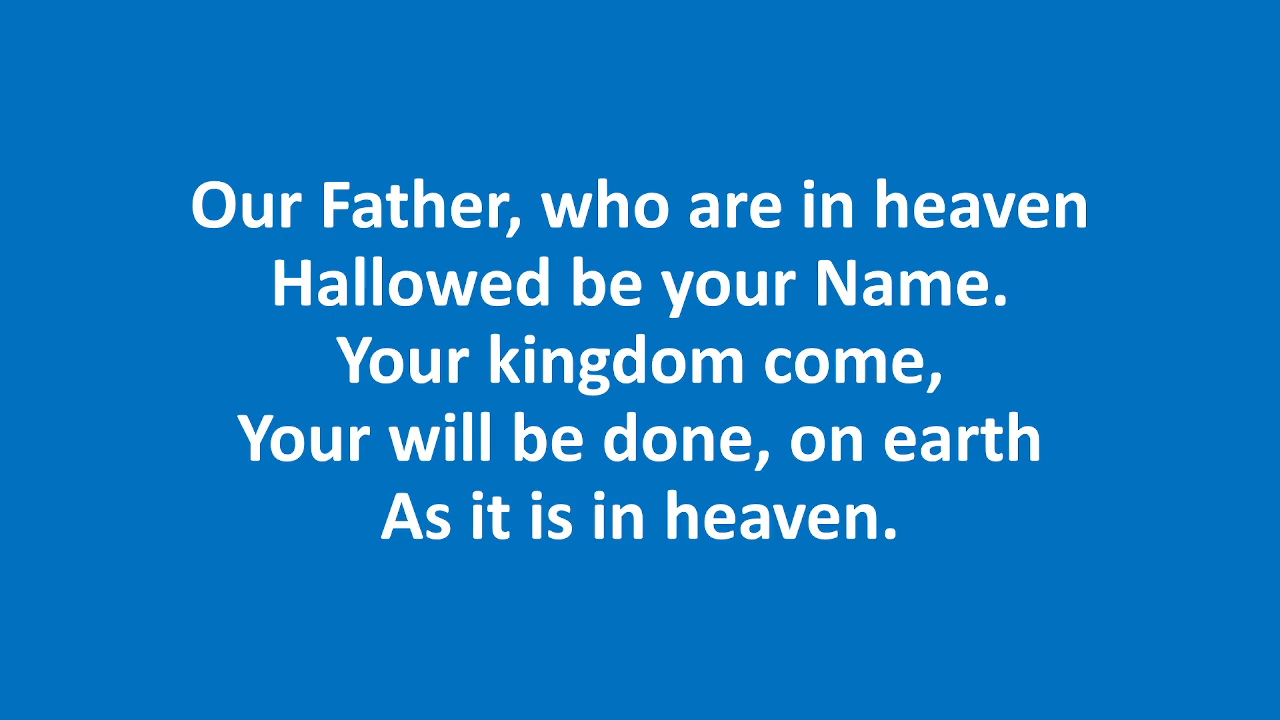 Our Father, who are in heaven
Hallowed be your Name.
Your kingdom come,
Your will be done, on earth
As it is in heaven.